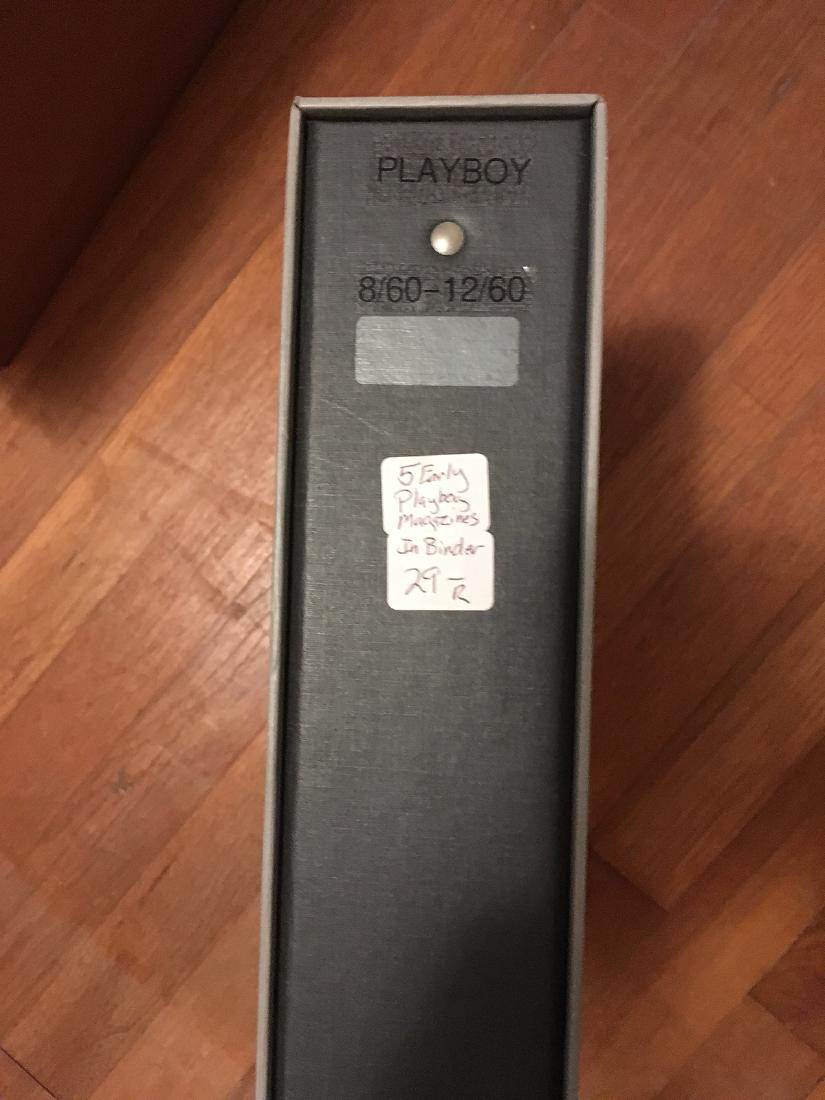 PLAYBOY
8/60-12/60
5 Early
Playboy
Magazines
In Binder
29-
R